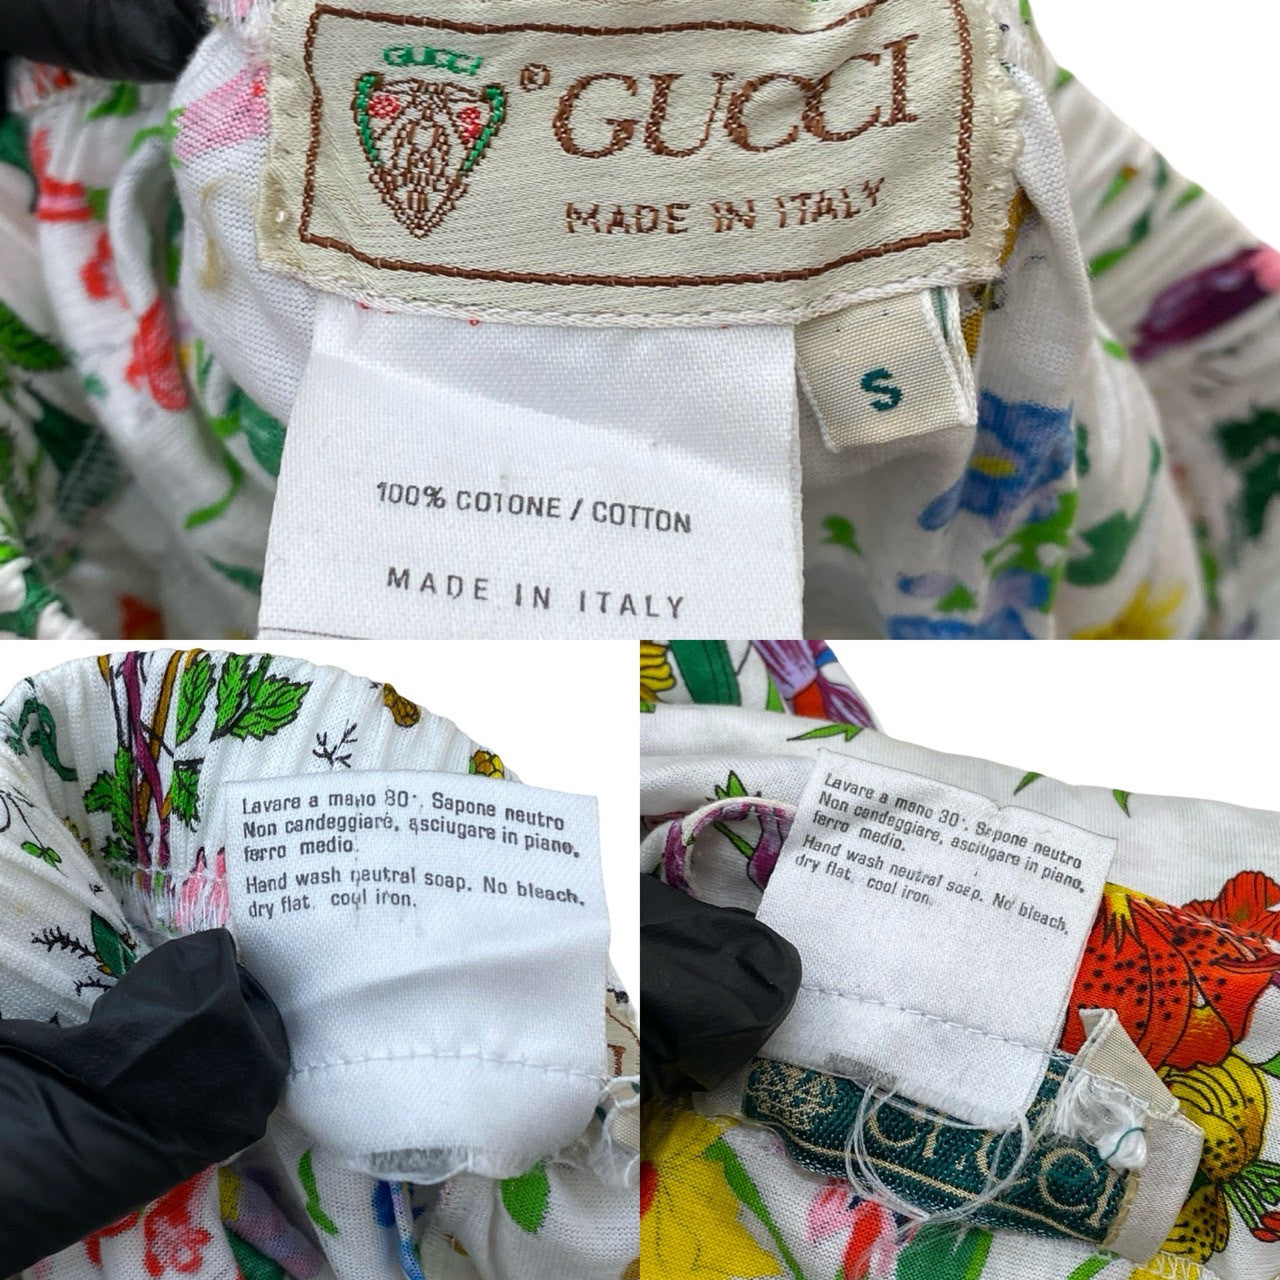 GUCCI
® GUCCI
MADE IN ITALY
S
100% COTONE / COTTON
MADE IN ITALY
Lavare a mano 30°. Sapone neutro
Non candeggiare, asciugare in piano.
ferro medio.
Hand wash neutral soap. No bleach.
dry flat cool iron.
Lavare a mano 30°. Sapone neutro
Non candeggiare, asciugare in piano,
ferro medio.
Hand wash neutral soap. No bleach.
dry flat cool iron.